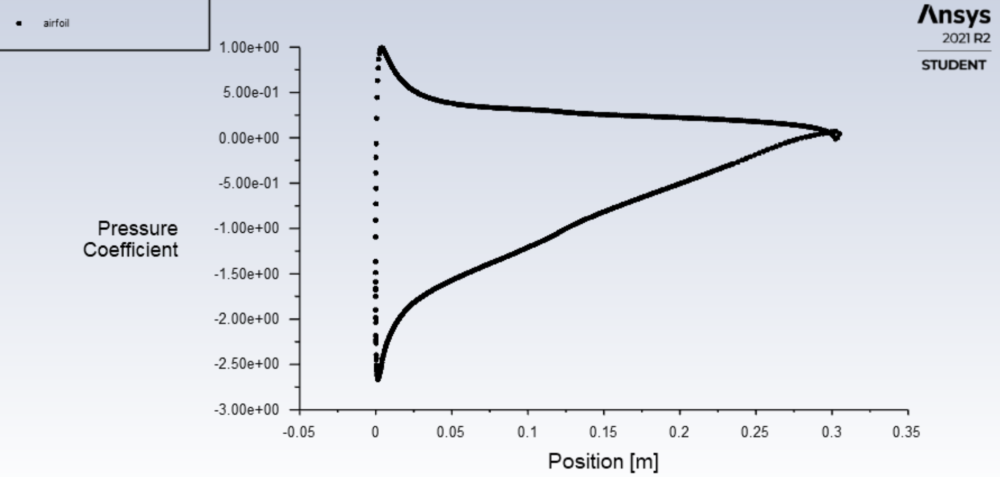 airfoil
Ansys
2021 R2
STUDENT
1.00e+00
5.00e-01
0.00e+00
-5.00e-01
-1.00e+00
-1.50e+00
-2.00e+00
-2.50e+00
-3.00e+00
Pressure
Coefficient
-0.05 0 0.05 0.1 0.15 0.2 0.25 0.3 0.35
Position [m]